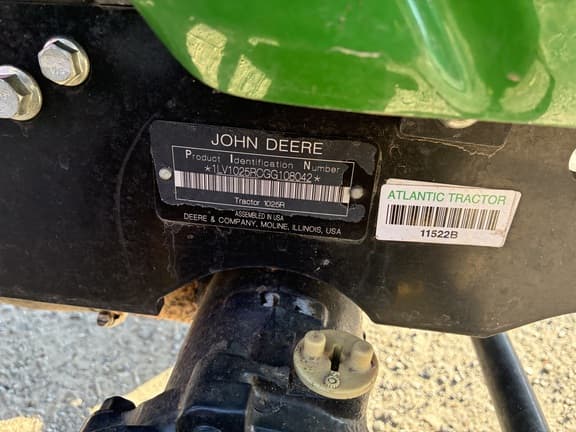 JOHN DEERE
Product Identification Number
*1LV1025RCGG108042*
Tractor 1025R
ASSEMBLED IN USA
DEERE & COMPANY, MOLINE, ILLINOIS, USA
ATLANTIC TRACTOR
11522B